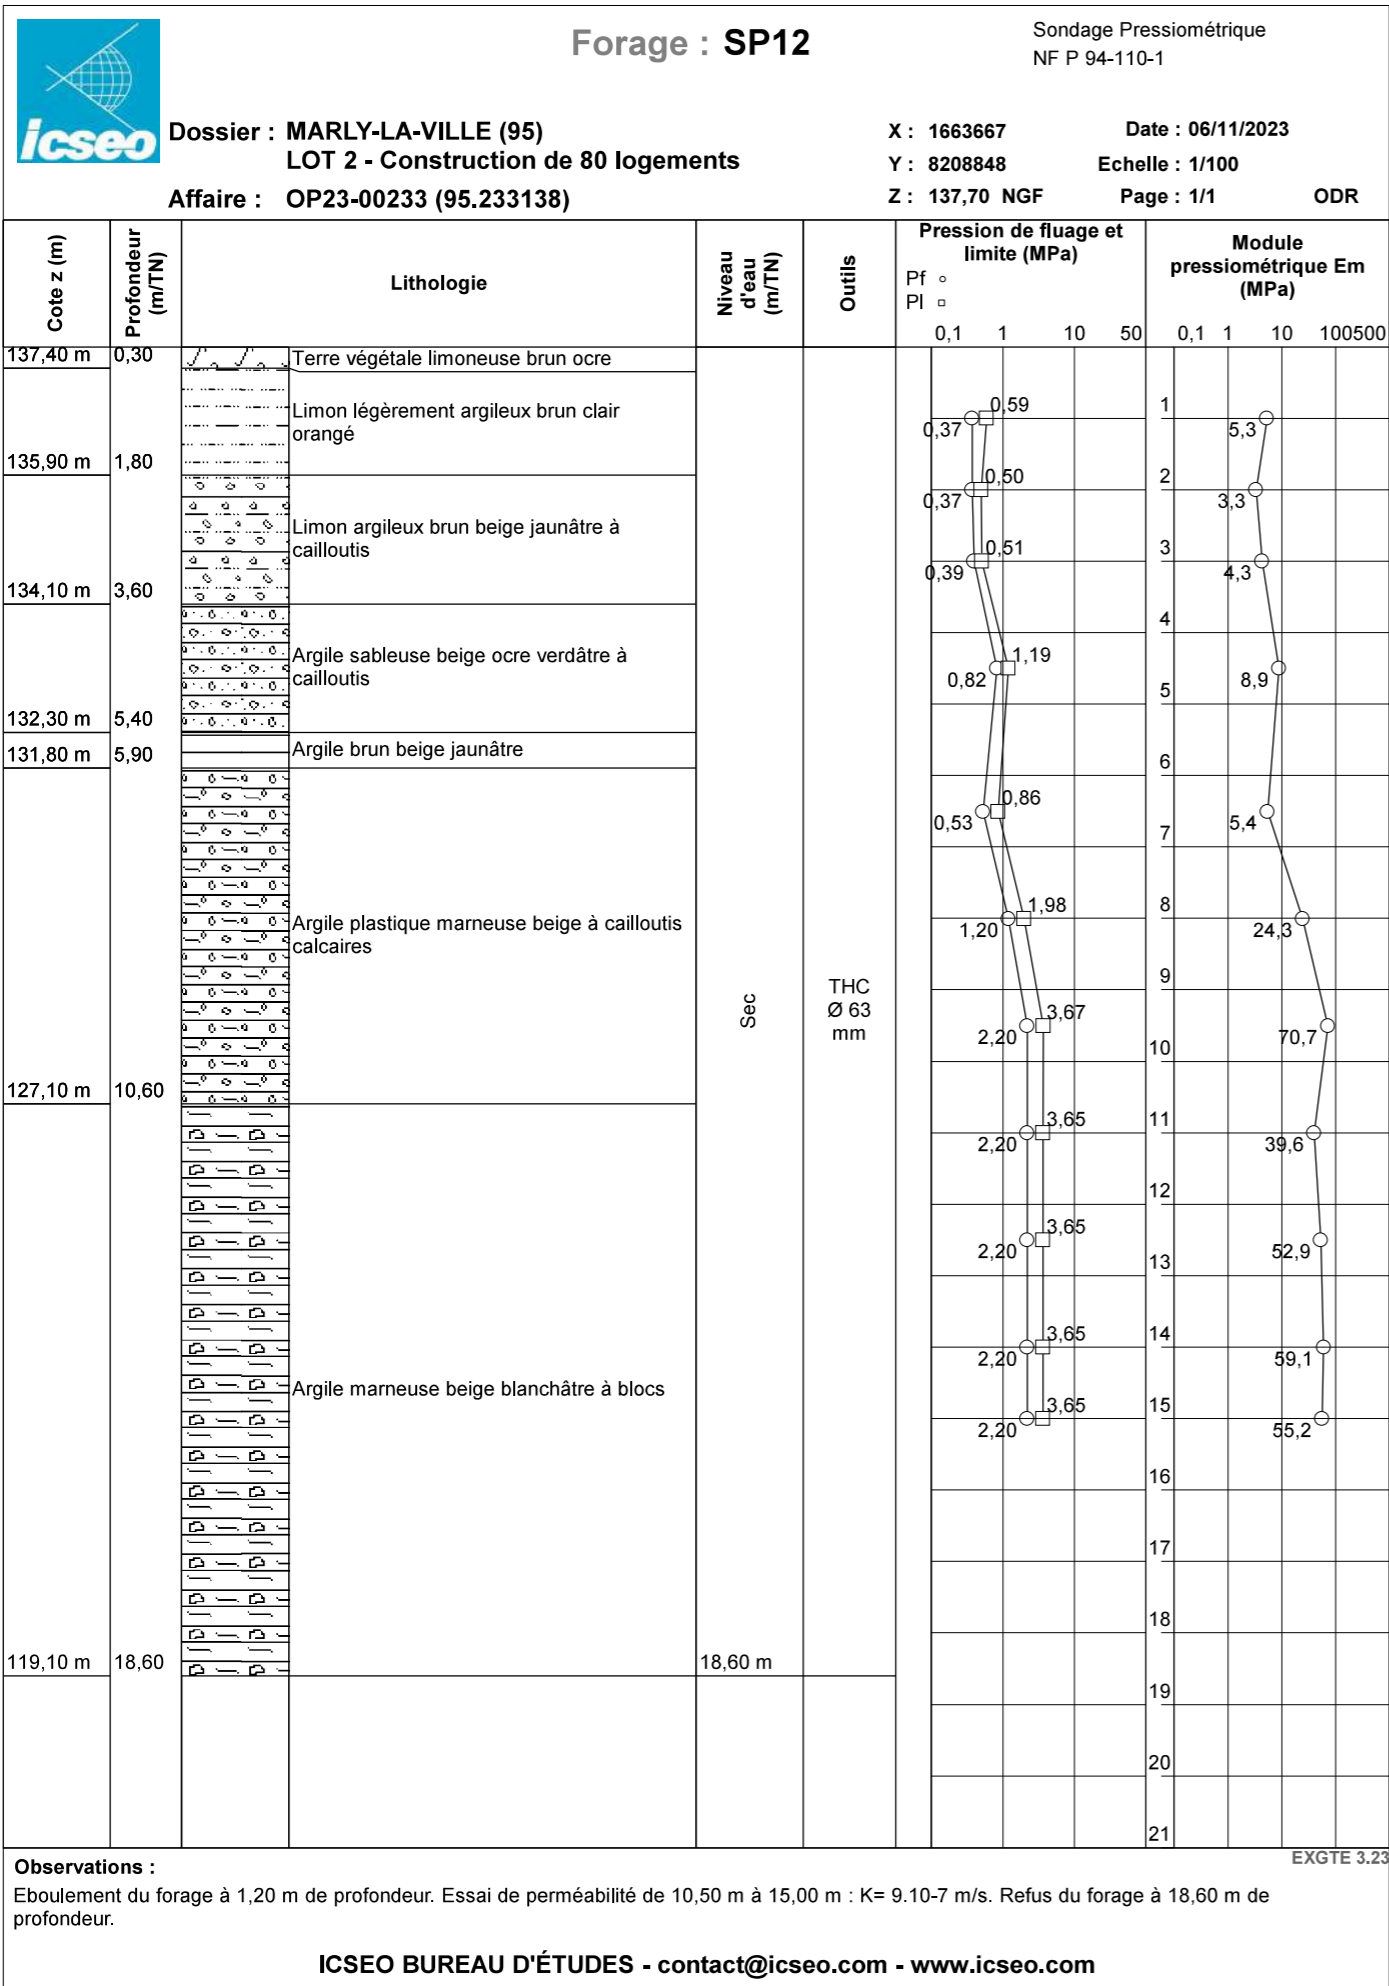 icseo
Forage : SP12
Sondage Pressiométrique
NF P 94-110-1
Dossier : MARLY-LA-VILLE (95)
LOT 2 - Construction de 80 logements
Affaire : OP23-00233 (95.233138)
X : 1663667
Date : 06/11/2023
Y : 8208848
Echelle : 1/100
Z : 137,70 NGF
Page : 1/1
ODR
Cote z (m)
Profondeur
(m/TN)
Lithologie
Niveau
d'eau
(m/TN)
Outils
Pression de fluage et
limite (MPa)
Pf
Pl
0,1 1 10 50
Module
pressiométrique Em
(MPa)
0,1 1 10 100500
137,40 m 0,30 Terre végétale limoneuse brun ocre
Limon légèrement argileux brun clair
orangé
135,90 m 1,80
Limon argileux brun beige jaunâtre à
cailloutis
134,10 m 3,60
Argile sableuse beige ocre verdâtre à
cailloutis
132,30 m 5,40
131,80 m 5,90 Argile brun beige jaunâtre
Argile plastique marneuse beige à cailloutis
calcaires
127,10 m 10,60
Argile marneuse beige blanchâtre à blocs
119,10 m 18,60
Sec
18,60 m
THC
Ø 63
mm
0,59 1
0,37 5,3
0,50 2
0,37 3,3
0,51 3
0,39 4,3
4
1,19
0,82 8,9
5
6
0,86
0,53 5,4
7
1,98 8
1,20 24,3
9
3,67
2,20 70,7
10
3,65 11
2,20 39,6
12
3,65
2,20 52,9
13
3,65 14
2,20 59,1
3,65 15
2,20 55,2
16
17
18
19
20
21
EXGTE 3.23
Observations :
Eboulement du forage à 1,20 m de profondeur. Essai de perméabilité de 10,50 m à 15,00 m : K= 9.10-7 m/s. Refus du forage à 18,60 m de
profondeur.
ICSEO BUREAU D'ÉTUDES - contact@icseo.com - www.icseo.com